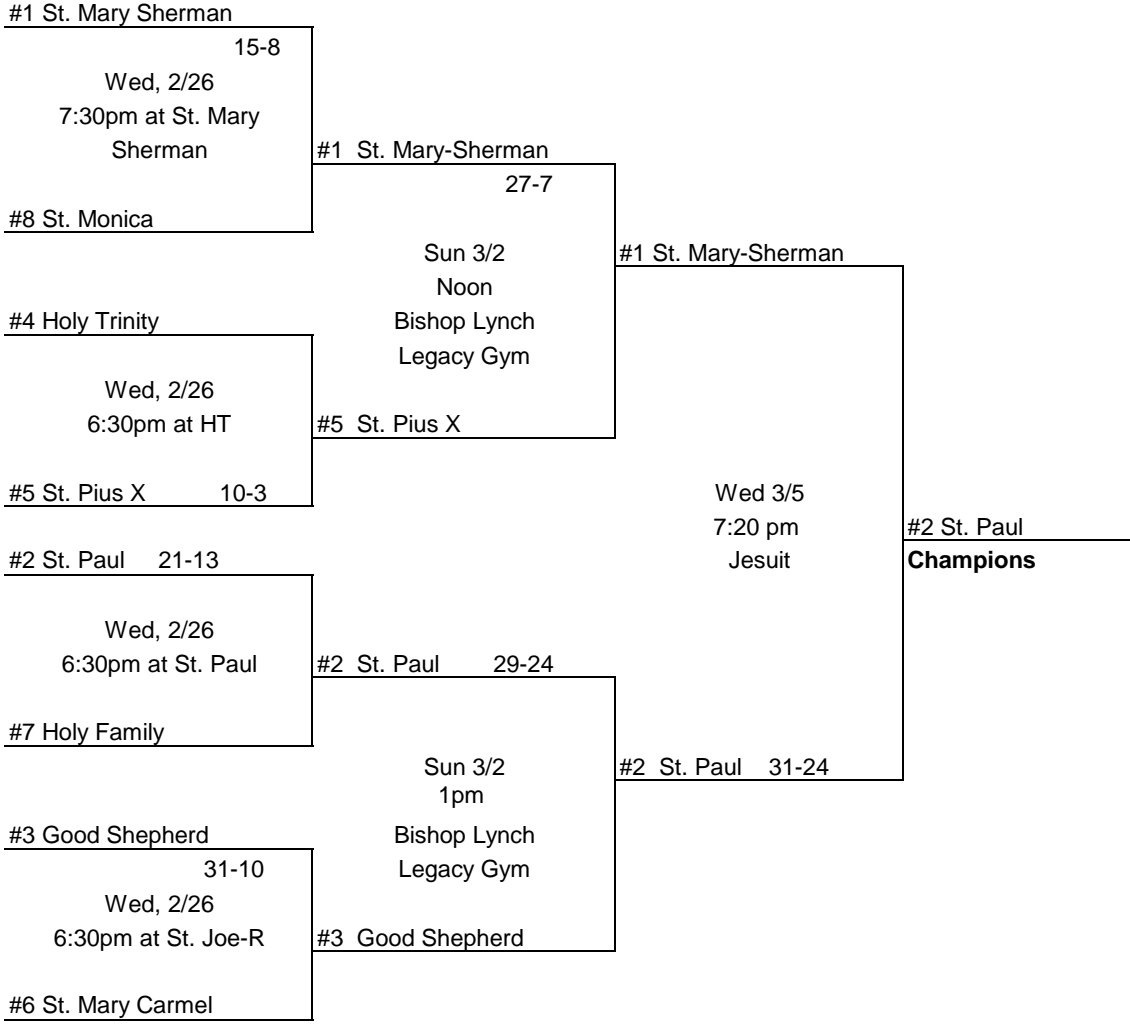 #1 St. Mary Sherman
15-8
Wed, 2/26
7:30pm at St. Mary
Sherman
#1 St. Mary-Sherman
27-7
#8 St. Monica
Sun 3/2
#1 St. Mary-Sherman
Noon
#4 Holy Trinity
Bishop Lynch
Legacy Gym
Wed, 2/26
6:30pm at HT
#5 St. Pius X
#5 St. Pius X 10-3
Wed 3/5
7:20 pm
#2 St. Paul
#2 St. Paul 21-13
Jesuit
Champions
Wed, 2/26
6:30pm at St. Paul
#2 St. Paul 29-24
#7 Holy Family
Sun 3/2
#2 St. Paul 31-24
1pm
#3 Good Shepherd
Bishop Lynch
31-10
Legacy Gym
Wed, 2/26
6:30pm at St. Joe-R
#3 Good Shepherd
#6 St. Mary Carmel